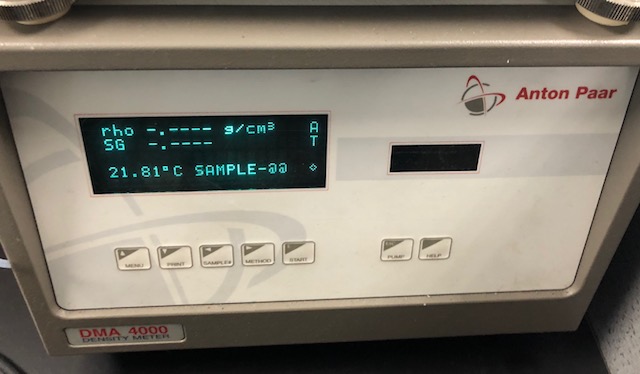 Anton Paar
rho -.---- g/cm³ A
SG -.---- T
21.81°C SAMPLE-@@ ◇
MENU PRINT SAMPLE# METHOD START PUMP HELP
DMA 4000
DENSITY METER